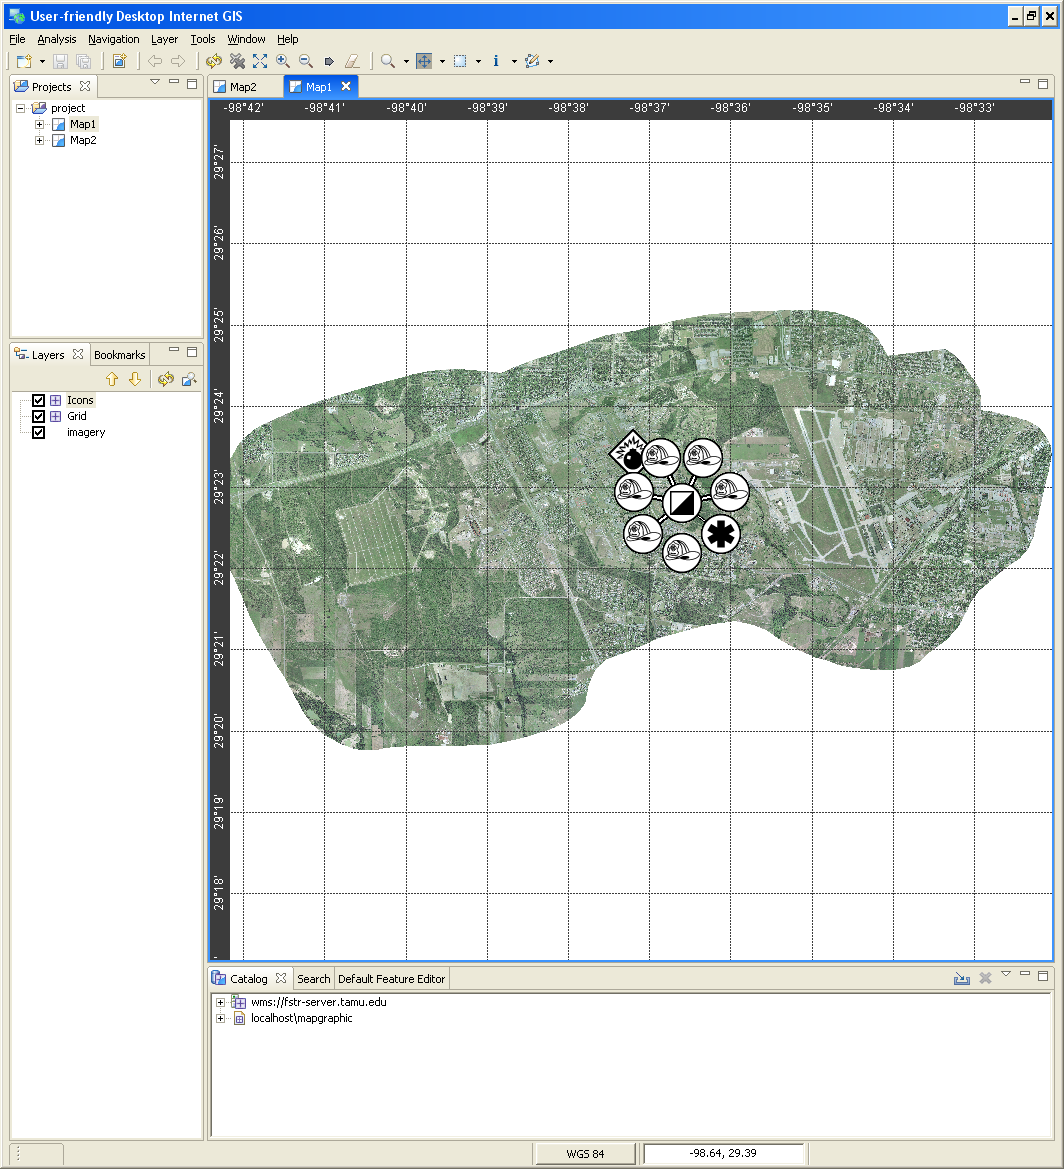 User-friendly Desktop Internet GIS
File Analysis Navigation Layer Tools Window Help
Projects
project
Map1
Map2
Layers
Bookmarks
Icons
Grid
imagery
Map2
Map1
-98°42' -98°41' -98°40' -98°39' -98°38' -98°37' -98°36' -98°35' -98°34' -98°33'
29°27'
29°26'
29°25'
29°24'
29°23'
29°22'
29°21'
29°20'
29°19'
29°18'
Catalog
Search
Default Feature Editor
wms://fstr-server.tamu.edu
localhost\mapgraphic
WGS 84
-98.64, 29.39